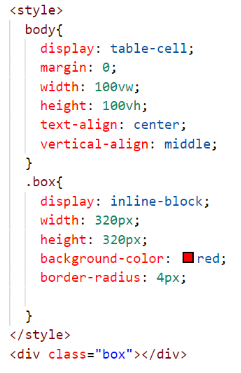 <style>
body{
display: table-cell;
margin: 0;
width: 100vw;
height: 100vh;
text-align: center;
vertical-align: middle;
}
.box{
display: inline-block;
width: 320px;
height: 320px;
background-color: red;
border-radius: 4px;
}
</style>
<div class="box"></div>